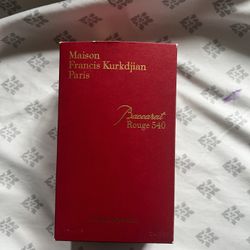 Maison
Francis Kurkdjian
Paris
Baccarat
Rouge 540